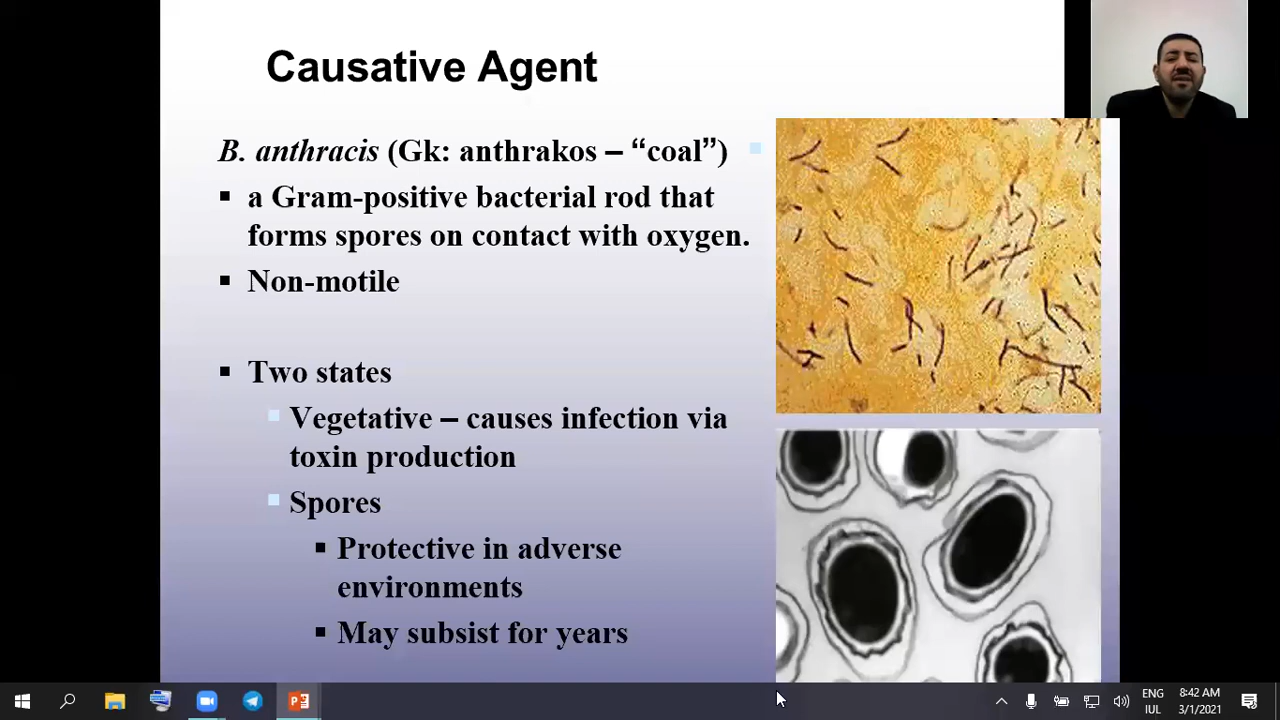 Causative Agent
B. anthracis (Gk: anthrakos – “coal”)
a Gram-positive bacterial rod that
forms spores on contact with oxygen.
Non-motile
Two states
Vegetative – causes infection via
toxin production
Spores
Protective in adverse
environments
May subsist for years
ENG
IUL
8:42 AM
3/1/2021